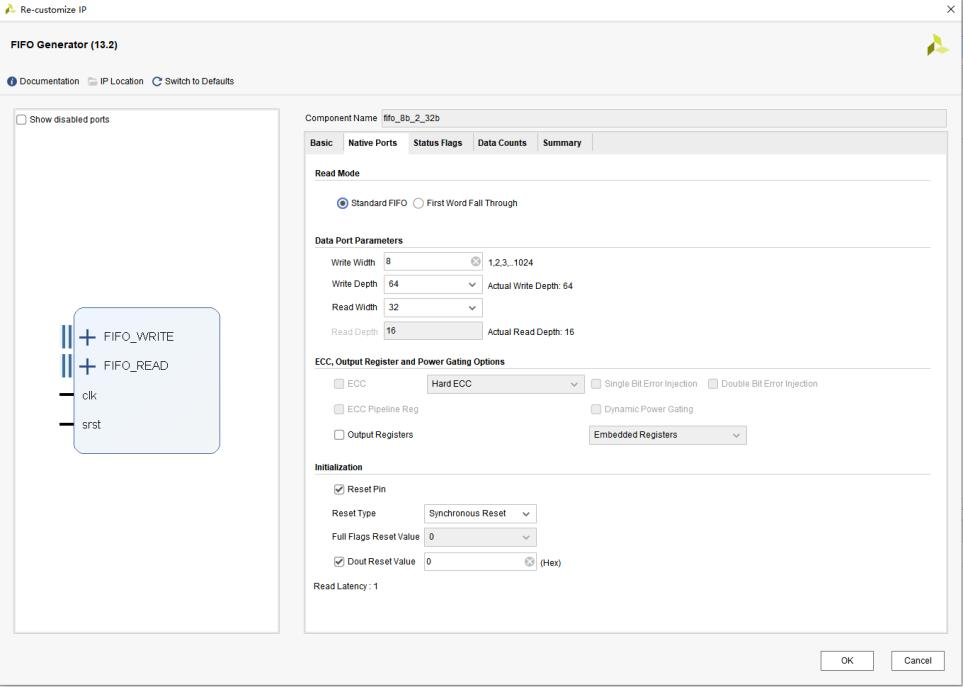 Re-customize IP
FIFO Generator (13.2)
Documentation IP Location Switch to Defaults
Show disabled ports
FIFO_WRITE
FIFO_READ
clk
srst
Component Name fifo_8b_2_32b
Basic Native Ports Status Flags Data Counts Summary
Read Mode
Standard FIFO First Word Fall Through
Data Port Parameters
Write Width 8 1,2,3,..1024
Write Depth 64 Actual Write Depth: 64
Read Width 32
Read Depth 16 Actual Read Depth: 16
ECC, Output Register and Power Gating Options
ECC Hard ECC Single Bit Error Injection Double Bit Error Injection
ECC Pipeline Reg Dynamic Power Gating
Output Registers Embedded Registers
Initialization
Reset Pin
Reset Type Synchronous Reset
Full Flags Reset Value 0
Dout Reset Value 0 (Hex)
Read Latency : 1
OK Cancel